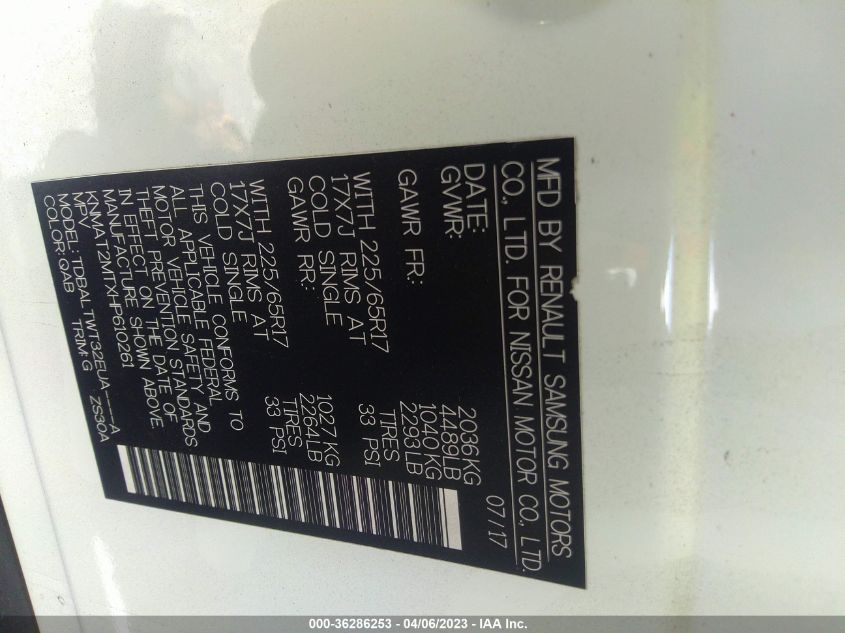 MFD BY RENAULT SAMSUNG MOTORS
CO., LTD. FOR NISSAN MOTOR CO., LTD.
DATE: 07/17
GVWR: 2036KG
4489LB
GAWR FR: 1040KG
2293LB
WITH 225/65R17 TIRES
17X7J RIMS AT 33 PSI
COLD SINGLE
GAWR RR: 1027KG
2264LB
WITH 225/65R17 TIRES
17X7J RIMS AT 33 PSI
COLD SINGLE
THIS VEHICLE CONFORMS TO
ALL APPLICABLE FEDERAL
MOTOR VEHICLE SAFETY AND
THEFT PREVENTION STANDARDS
IN EFFECT ON THE DATE OF
MANUFACTURE SHOWN ABOVE
KNMAT2MTXHP610261
MPV
MODEL: TDBALTWT32EUA----A
COLOR: QAB TRIM: G ZS30A
000-36286253 - 04/06/2023 - IAA Inc.